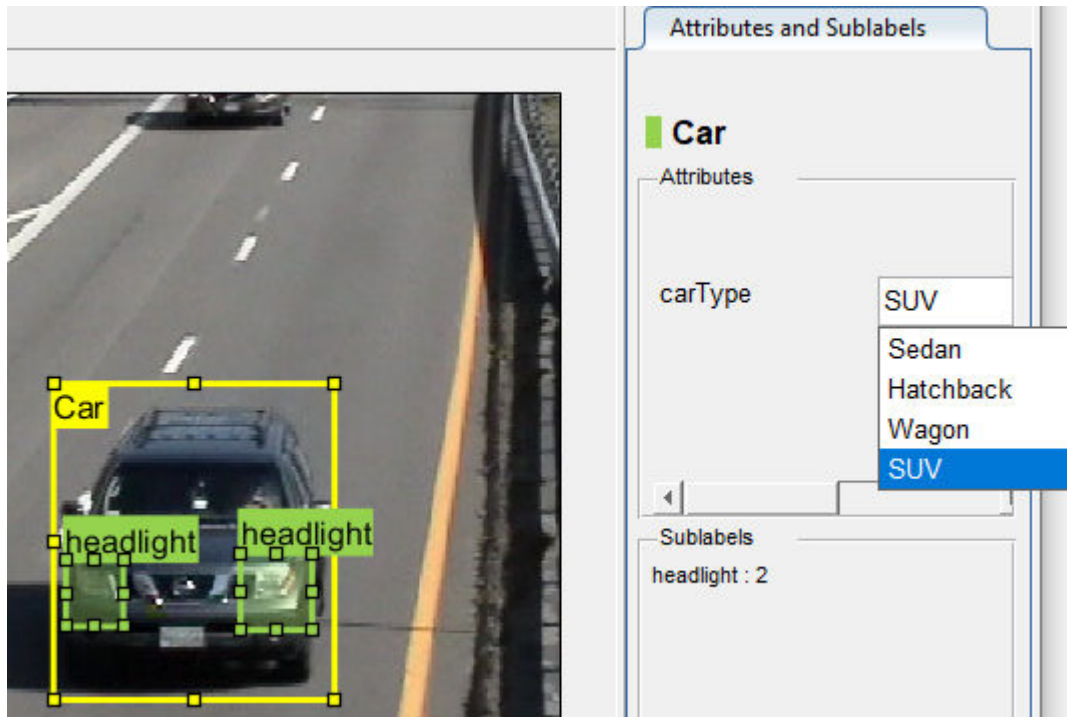 Attributes and Sublabels
Car
Attributes
carType
SUV
Sedan
Hatchback
Wagon
SUV
Sublabels
headlight : 2
Car
headlight
headlight